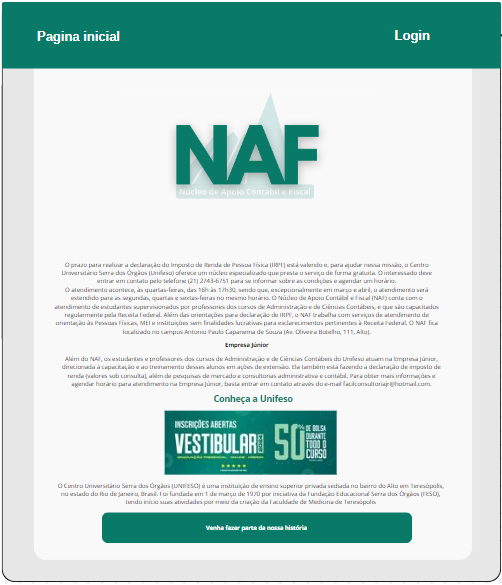 Pagina inicial
Login
NAF
Núcleo de Apoio Contábil e Fiscal
O prazo para realizar a declaração do Imposto de Renda de Pessoa Física (IRPF) está valendo e, para ajudar nessa missão, o Centro
Universitário Serra dos Órgãos (Unifeso) oferece um núcleo especializado que presta o serviço de forma gratuita. O interessado deve
entrar em contato pelo telefone (21) 2743-6751 para se informar sobre as condições e agendar um horário.
O atendimento acontece, às quartas-feiras, das 16h às 17h30, sendo que, excepcionalmente em março e abril, o atendimento será
estendido para as segundas, quartas e sextas-feiras no mesmo horário. O Núcleo de Apoio Contábil e Fiscal (NAF) conta com o
atendimento de estudantes supervisionados por professores dos cursos de Administração e de Ciências Contábeis, e que são capacitados
regularmente pela Receita Federal. Além das orientações para declaração de IRPF, o NAF trabalha com serviços de atendimento de
orientação às Pessoas Físicas, MEI e instituições sem finalidades lucrativas para esclarecimentos pertinentes à Receita Federal. O NAF fica
localizado no campus Antonio Paulo Capanema de Souza (Av. Oliveira Botelho, 111, Alto).
Empresa Júnior
Além do NAF, os estudantes e professores dos cursos de Administração e de Ciências Contábeis do Unifeso atuam na Empresa Júnior,
direcionada à capacitação e ao treinamento desses alunos em ações de extensão. Ela também está fazendo a declaração do imposto de
renda (valores sob consulta), além de pesquisas de mercado e consultorias administrativa e contábil. Para obter mais informações e
agendar horário para atendimento na Empresa Júnior, basta entrar em contato através do e-mail facilconsultoriajr@hotmail.com.
Conheça a Unifeso
INSCRIÇÕES ABERTAS
VESTIBULAR
50% DE BOLSA
DURANTE
TODO O
CURSO
O Centro Universitário Serra dos Órgãos (UNIFESO) é uma instituição de ensino superior privada sediada no bairro do Alto em Teresópolis,
no estado do Rio de Janeiro, Brasil. Foi fundada em 1 de março de 1970 por iniciativa da Fundação Educacional Serra dos Órgãos (FESO),
tendo início suas atividades por meio da criação da Faculdade de Medicina de Teresópolis
Venha fazer parte da nossa história